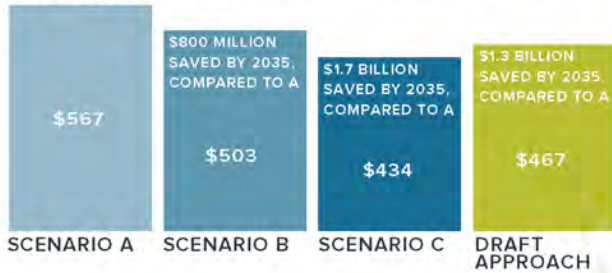 $567
SCENARIO A
$800 MILLION
SAVED BY 2035,
COMPARED TO A
$503
SCENARIO B
$1.7 BILLION
SAVED BY 2035,
COMPARED TO A
$434
SCENARIO C
$1.3 BILLION
SAVED BY 2035,
COMPARED TO A
$467
DRAFT
APPROACH